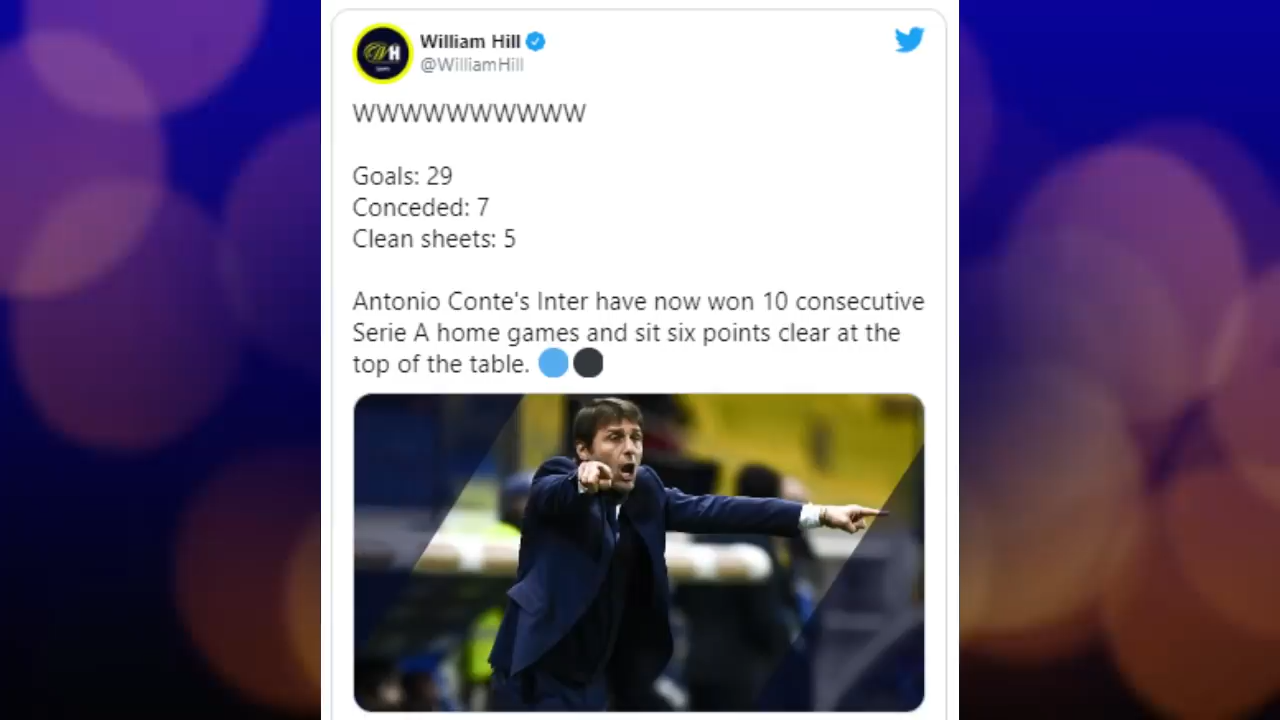 William Hill
@WilliamHill
WWWWWWWWWW
Goals: 29
Conceded: 7
Clean sheets: 5
Antonio Conte's Inter have now won 10 consecutive
Serie A home games and sit six points clear at the
top of the table.